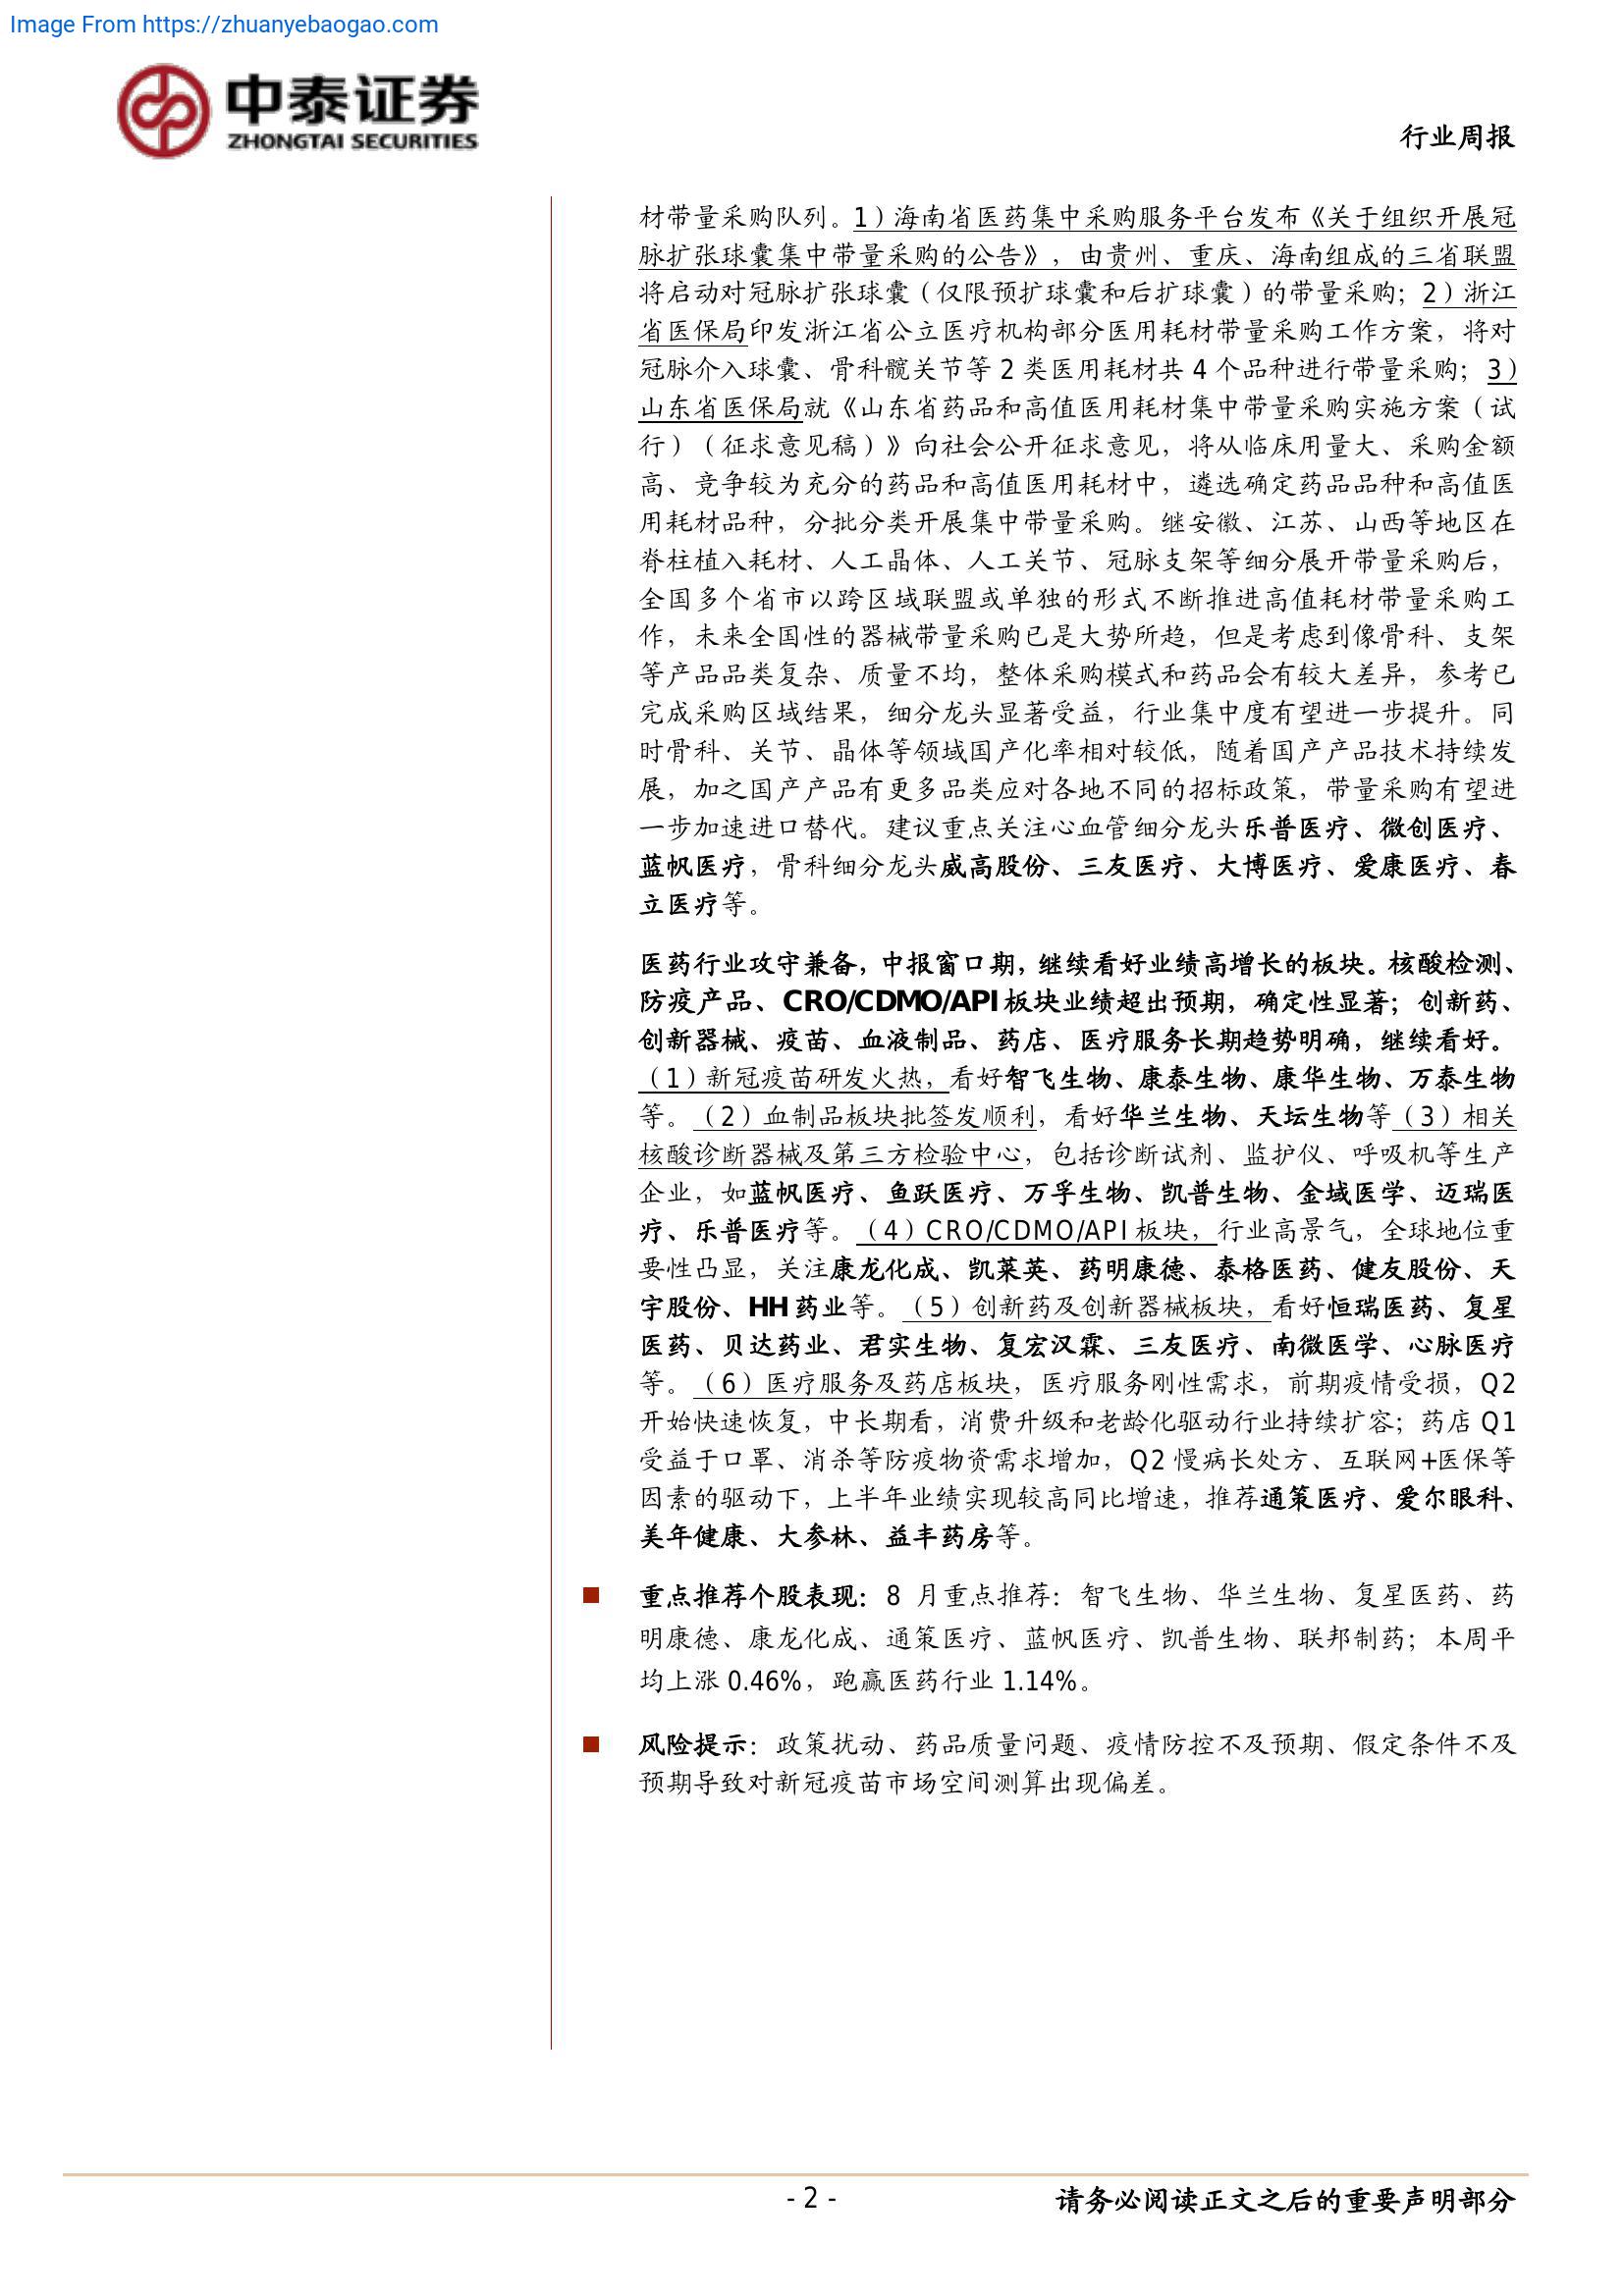 Image From https://zhuanyebaogao.com
中泰证券
ZHONGTAI SECURITIES
行业周报
材带量采购队列。1）海南省医药集中采购服务平台发布《关于组织开展冠
脉扩张球囊集中带量采购的公告》，由贵州、重庆、海南组成的三省联盟
将启动对冠脉扩张球囊（仅限预扩球囊和后扩球囊）的带量采购；2）浙江
省医保局印发浙江省公立医疗机构部分医用耗材带量采购工作方案，将对
冠脉介入球囊、骨科髋关节等 2 类医用耗材共 4 个品种进行带量采购；3）
山东省医保局就《山东省药品和高值医用耗材集中带量采购实施方案（试
行）（征求意见稿）》向社会公开征求意见，将从临床用量大、采购金额
高、竞争较为充分的药品和高值医用耗材中，遴选确定药品品种和高值医
用耗材品种，分批分类开展集中带量采购。继安徽、江苏、山西等地区在
脊柱植入耗材、人工晶体、人工关节、冠脉支架等细分展开带量采购后，
全国多个省市以跨区域联盟或单独的形式不断推进高值耗材带量采购工
作，未来全国性的器械带量采购已是大势所趋，但是考虑到像骨科、支架
等产品品类复杂、质量不均，整体采购模式和药品会有较大差异，参考已
完成采购区域结果，细分龙头显著受益，行业集中度有望进一步提升。同
时骨科、关节、晶体等领域国产化率相对较低，随着国产产品技术持续发
展，加之国产产品有更多品类应对各地不同的招标政策，带量采购有望进
一步加速进口替代。建议重点关注心血管细分龙头乐普医疗、微创医疗、
蓝帆医疗，骨科细分龙头威高股份、三友医疗、大博医疗、爱康医疗、春
立医疗等。
医药行业攻守兼备，中报窗口期，继续看好业绩高增长的板块。核酸检测、
防疫产品、CRO/CDMO/API 板块业绩超出预期，确定性显著；创新药、
创新器械、疫苗、血液制品、药店、医疗服务长期趋势明确，继续看好。
（1）新冠疫苗研发火热，看好智飞生物、康泰生物、康华生物、万泰生物
等。（2）血制品板块批签发顺利，看好华兰生物、天坛生物等（3）相关
核酸诊断器械及第三方检验中心，包括诊断试剂、监护仪、呼吸机等生产
企业，如蓝帆医疗、鱼跃医疗、万孚生物、凯普生物、金域医学、迈瑞医
疗、乐普医疗等。（4）CRO/CDMO/API 板块，行业高景气，全球地位重
要性凸显，关注康龙化成、凯莱英、药明康德、泰格医药、健友股份、天
宇股份、HH 药业等。（5）创新药及创新器械板块，看好恒瑞医药、复星
医药、贝达药业、君实生物、复宏汉霖、三友医疗、南微医学、心脉医疗
等。（6）医疗服务及药店板块，医疗服务刚性需求，前期疫情受损，Q2
开始快速恢复，中长期看，消费升级和老龄化驱动行业持续扩容；药店 Q1
受益于口罩、消杀等防疫物资需求增加，Q2 慢病长处方、互联网+医保等
因素的驱动下，上半年业绩实现较高同比增速，推荐通策医疗、爱尔眼科、
美年健康、大参林、益丰药房等。
重点推荐个股表现：8 月重点推荐：智飞生物、华兰生物、复星医药、药
明康德、康龙化成、通策医疗、蓝帆医疗、凯普生物、联邦制药；本周平
均上涨 0.46%，跑赢医药行业 1.14%。
风险提示：政策扰动、药品质量问题、疫情防控不及预期、假定条件不及
预期导致对新冠疫苗市场空间测算出现偏差。
- 2 -
请务必阅读正文之后的重要声明部分